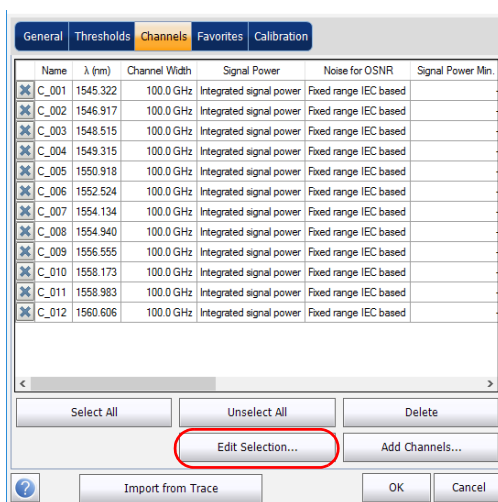 General Thresholds Channels Favorites Calibration
Name λ (nm) Channel Width Signal Power Noise for OSNR Signal Power Min.
C_001 1545.322 100.0 GHz Integrated signal power Fixed range IEC based
C_002 1546.917 100.0 GHz Integrated signal power Fixed range IEC based
C_003 1548.515 100.0 GHz Integrated signal power Fixed range IEC based
C_004 1549.315 100.0 GHz Integrated signal power Fixed range IEC based
C_005 1550.918 100.0 GHz Integrated signal power Fixed range IEC based
C_006 1552.524 100.0 GHz Integrated signal power Fixed range IEC based
C_007 1554.134 100.0 GHz Integrated signal power Fixed range IEC based
C_008 1554.940 100.0 GHz Integrated signal power Fixed range IEC based
C_009 1556.555 100.0 GHz Integrated signal power Fixed range IEC based
C_010 1558.173 100.0 GHz Integrated signal power Fixed range IEC based
C_011 1558.983 100.0 GHz Integrated signal power Fixed range IEC based
C_012 1560.606 100.0 GHz Integrated signal power Fixed range IEC based
Select All Unselect All Delete
Edit Selection... Add Channels...
? Import from Trace OK Cancel